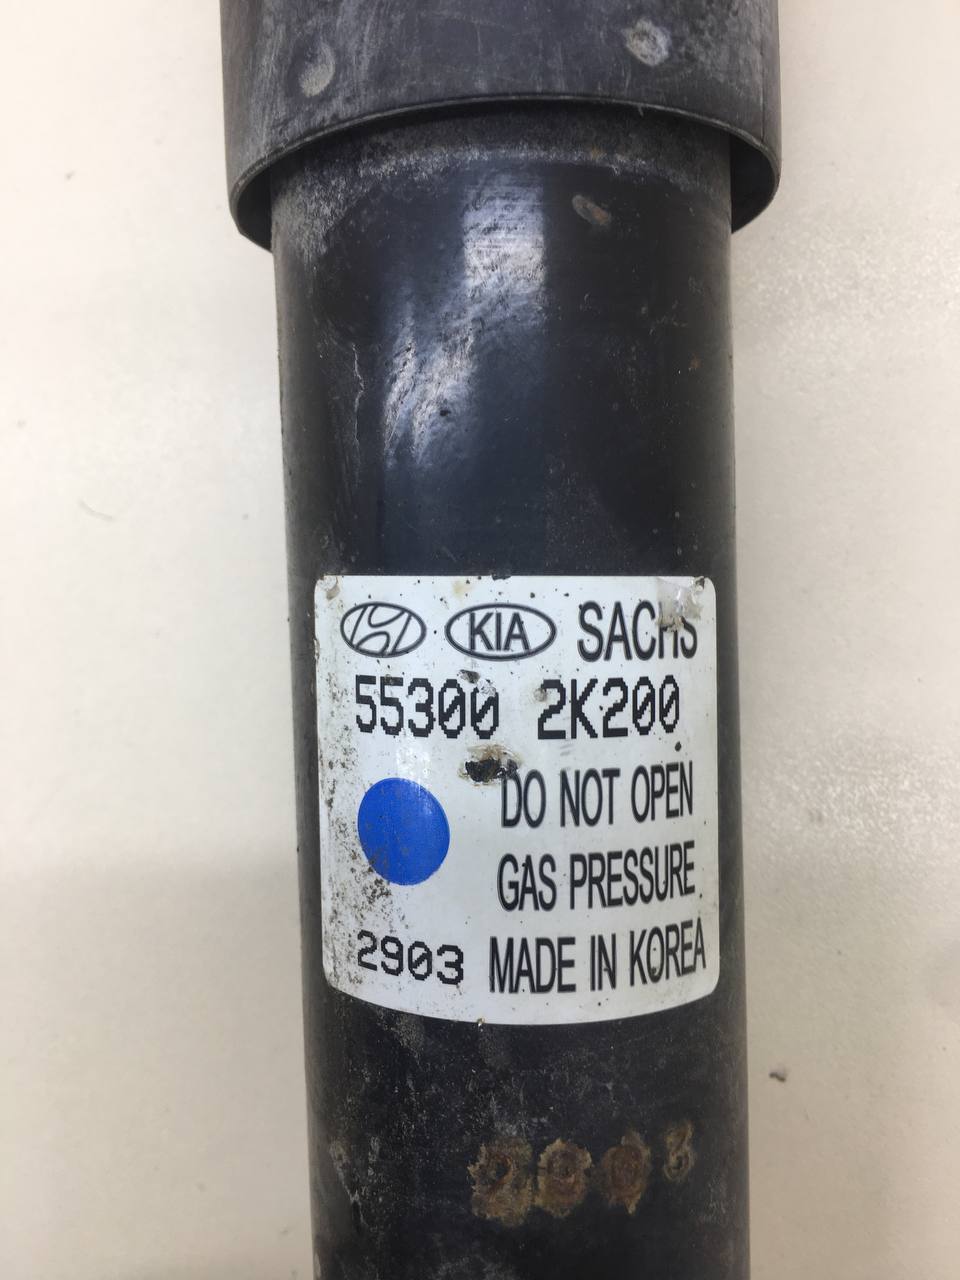 KIA SACHS
55300 2K200
DO NOT OPEN
GAS PRESSURE
2903 MADE IN KOREA